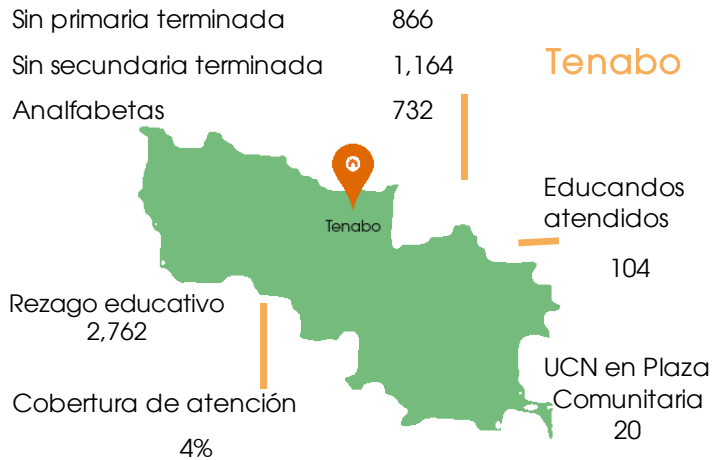 Sin primaria terminada 866
Sin secundaria terminada 1,164
Analfabetas 732
Tenabo
Tenabo
Educandos
atendidos
104
Rezago educativo
2,762
Cobertura de atención
4%
UCN en Plaza
Comunitaria
20